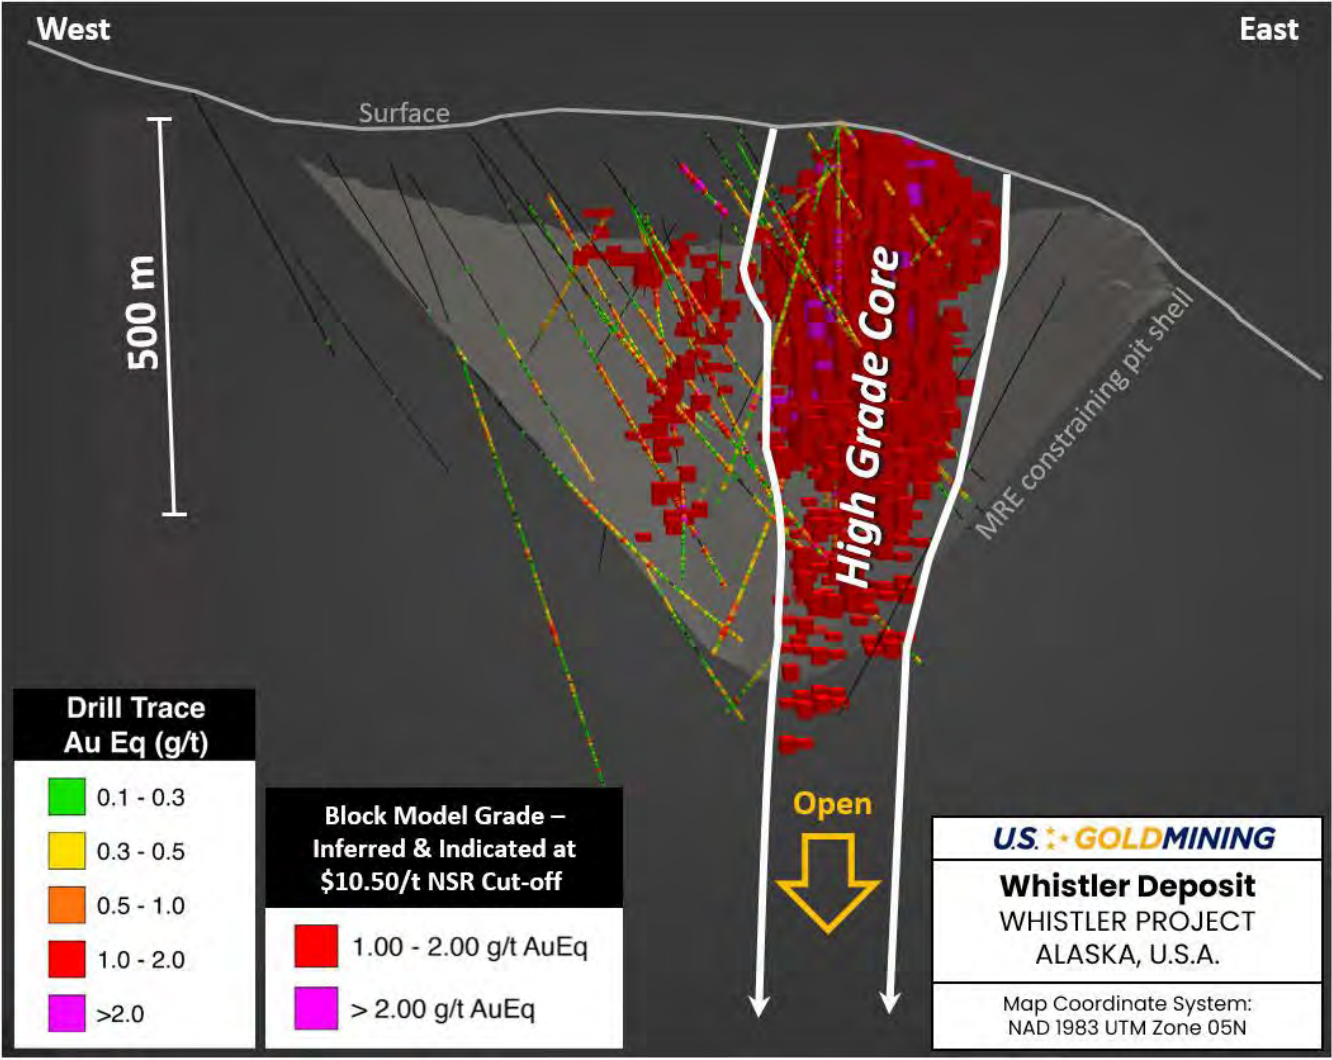 West
East
Surface
500 m
High Grade Core
MRE constraining pit shell
Drill Trace
Au Eq (g/t)
0.1 - 0.3
0.3 - 0.5
0.5 - 1.0
1.0 - 2.0
>2.0
Block Model Grade –
Inferred & Indicated at
$10.50/t NSR Cut-off
1.00 - 2.00 g/t AuEq
> 2.00 g/t AuEq
Open
U.S. GOLDMINING
Whistler Deposit
WHISTLER PROJECT
ALASKA, U.S.A.
Map Coordinate System:
NAD 1983 UTM Zone 05N